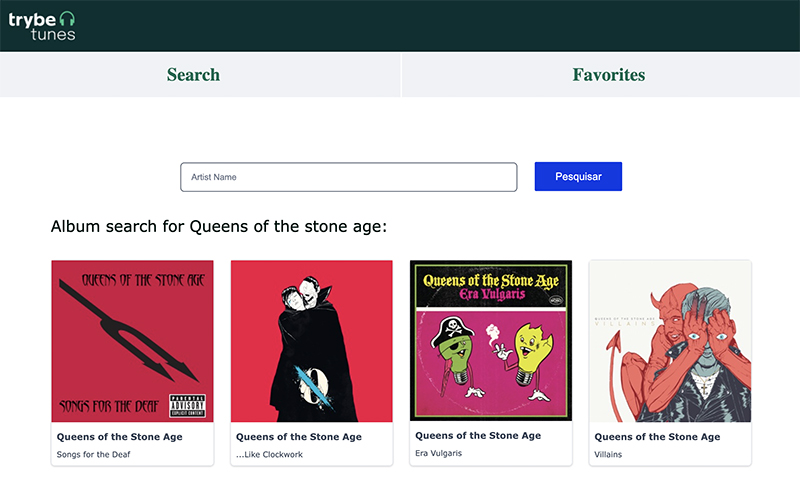 trybe
tunes
Search
Favorites
Artist Name
Pesquisar
Album search for Queens of the stone age:
QUEENS OF THE STONE AGE
SONGS FOR THE DEAF
PARENTAL
ADVISORY
EXPLICIT CONTENT
Queens of the Stone Age
Songs for the Deaf
Queens of the Stone Age
...Like Clockwork
Queens of the Stone Age
Era Vulgaris
Queens of the Stone Age
Era Vulgaris
QUEENS OF THE STONE AGE
VILLAINS
Queens of the Stone Age
Villains